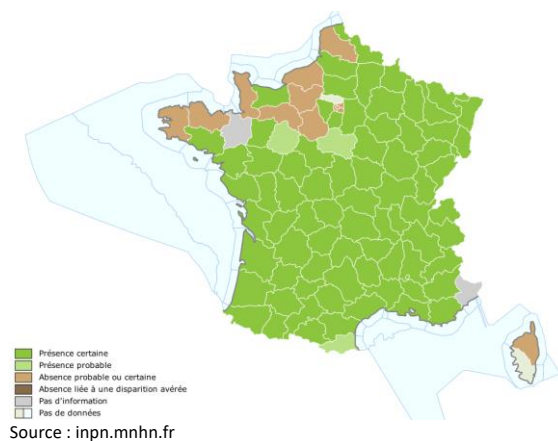 Présence certaine
Présence probable
Absence probable ou certaine
Absence liée à une disparition avérée
Pas d'information
Pas de données
Source : inpn.mnhn.fr